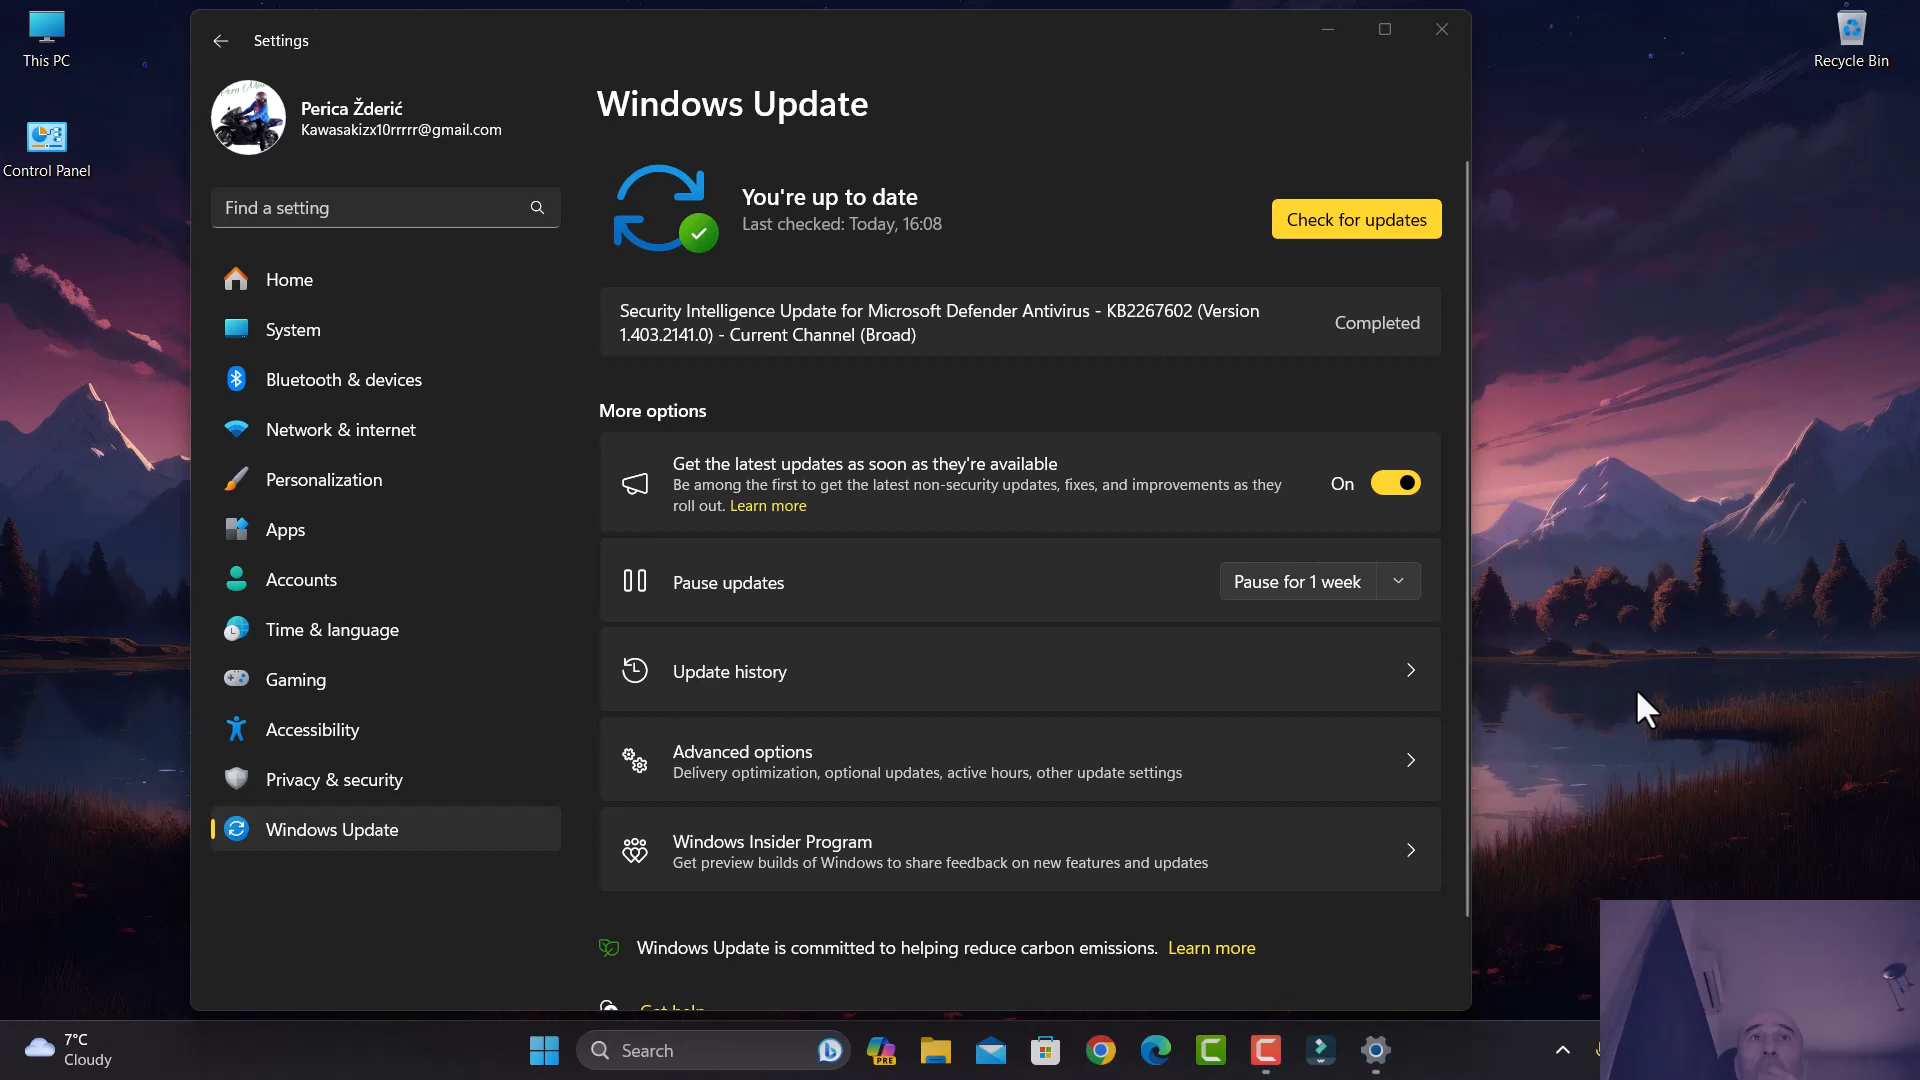 This PC
Control Panel
Recycle Bin
Settings
Perica Žderić
Kawasakizx10rrrrr@gmail.com
Find a setting
Home
System
Bluetooth & devices
Network & internet
Personalization
Apps
Accounts
Time & language
Gaming
Accessibility
Privacy & security
Windows Update
Windows Update
You're up to date
Last checked: Today, 16:08
Check for updates
Security Intelligence Update for Microsoft Defender Antivirus - KB2267602 (Version
1.403.2141.0) - Current Channel (Broad)
Completed
More options
Get the latest updates as soon as they're available
Be among the first to get the latest non-security updates, fixes, and improvements as they
roll out. Learn more
On
Pause updates
Pause for 1 week
Update history
Advanced options
Delivery optimization, optional updates, active hours, other update settings
Windows Insider Program
Get preview builds of Windows to share feedback on new features and updates
Windows Update is committed to helping reduce carbon emissions. Learn more
Get help
7°C
Cloudy
Search
PRE